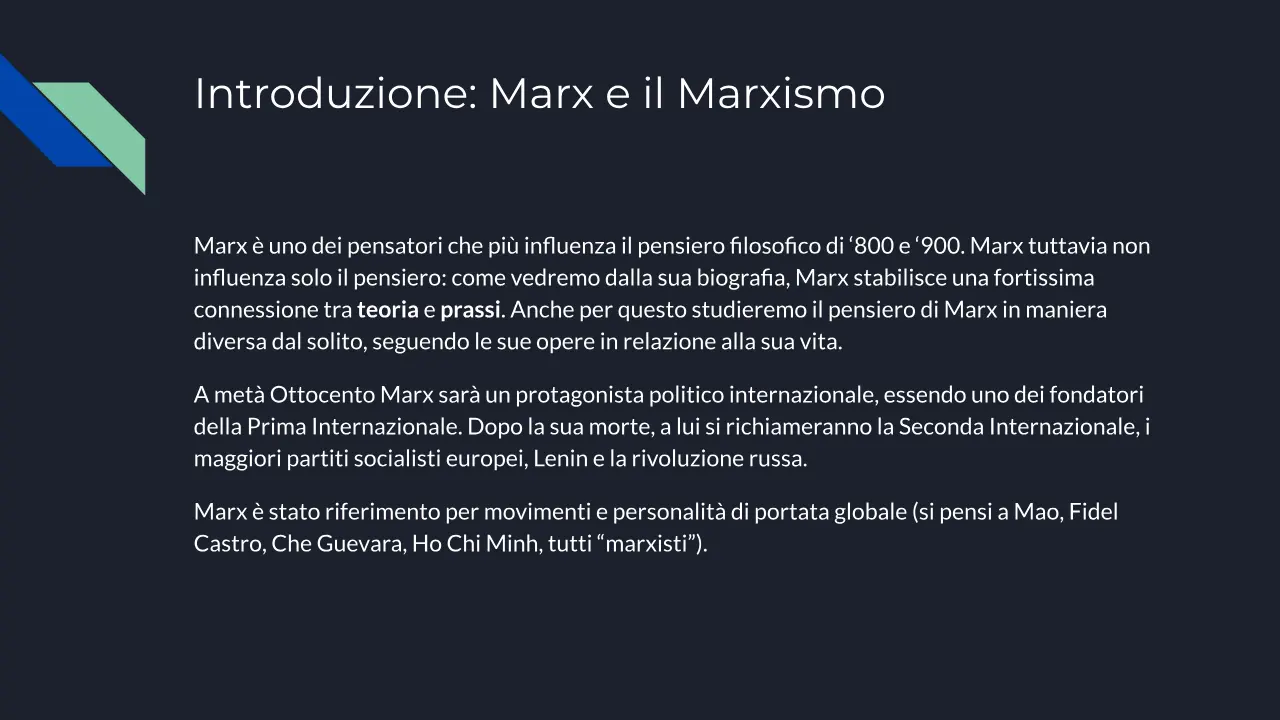 Introduzione: Marx e il Marxismo
Marx è uno dei pensatori che più influenza il pensiero filosofico di ‘800 e ‘900. Marx tuttavia non
influenza solo il pensiero: come vedremo dalla sua biografia, Marx stabilisce una fortissima
connessione tra teoria e prassi. Anche per questo studieremo il pensiero di Marx in maniera
diversa dal solito, seguendo le sue opere in relazione alla sua vita.
A metà Ottocento Marx sarà un protagonista politico internazionale, essendo uno dei fondatori
della Prima Internazionale. Dopo la sua morte, a lui si richiameranno la Seconda Internazionale, i
maggiori partiti socialisti europei, Lenin e la rivoluzione russa.
Marx è stato riferimento per movimenti e personalità di portata globale (si pensi a Mao, Fidel
Castro, Che Guevara, Ho Chi Minh, tutti “marxisti”).